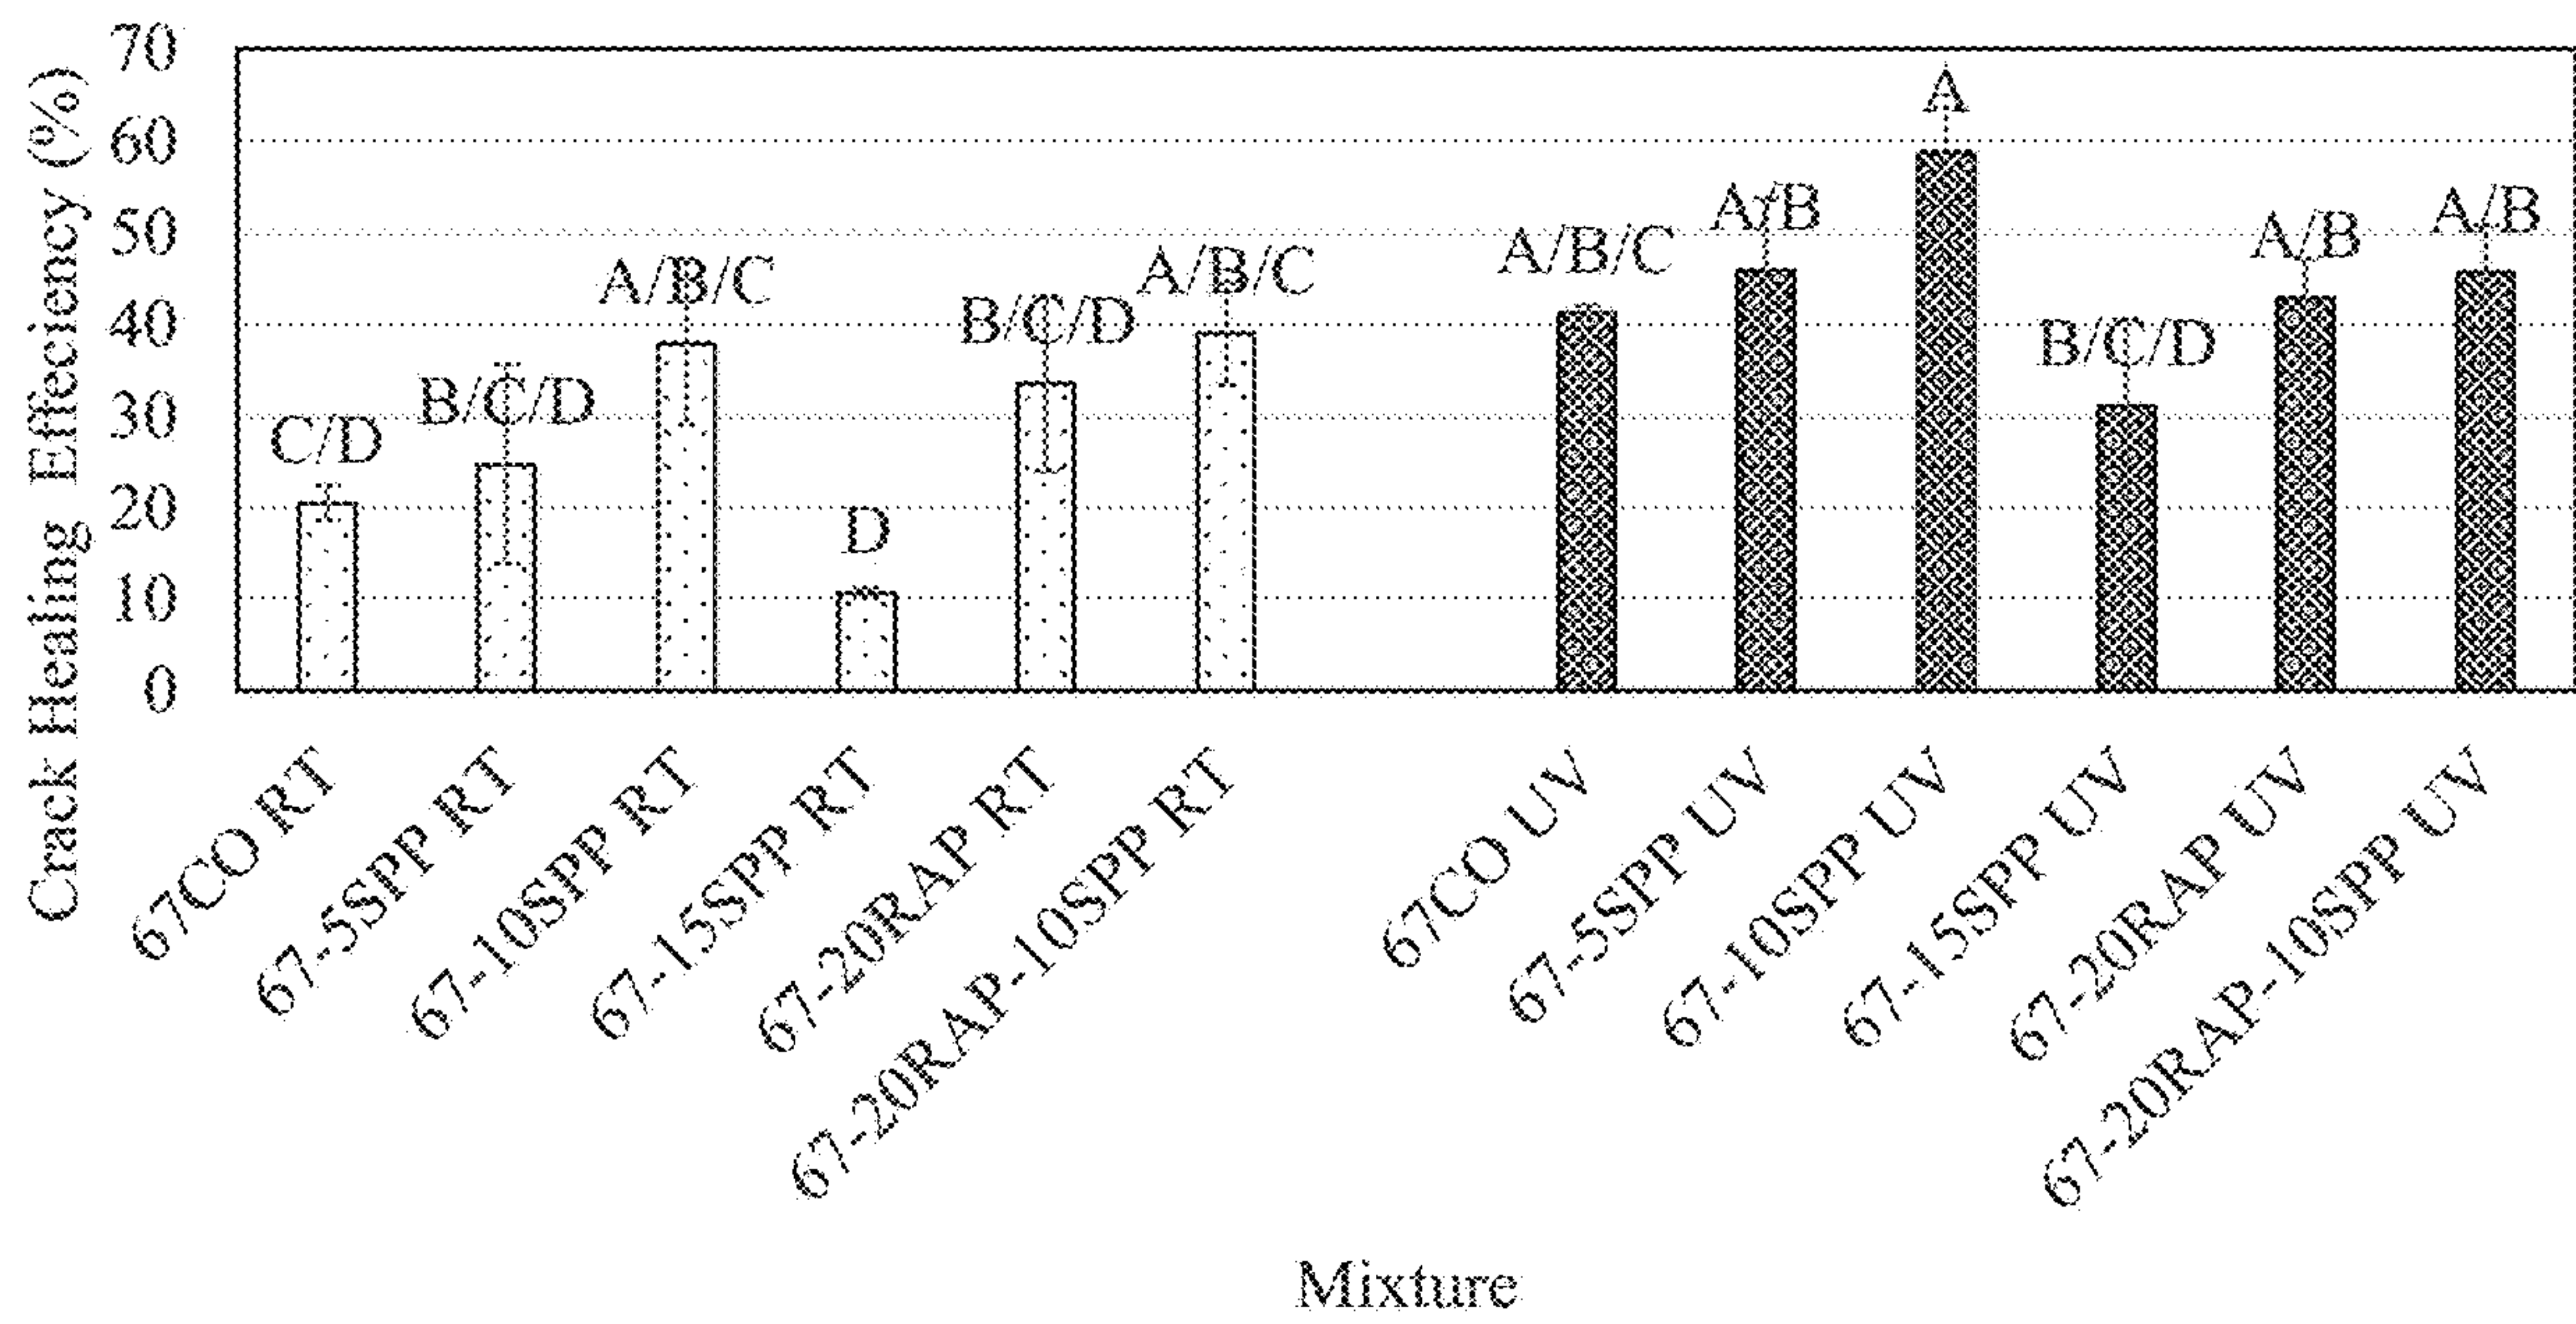 Crack Healing Effeciency (%)
70
60
50
40
30
20
10
0
C/D
B/C/D
A/B/C
D
B/C/D
A/B/C
A/B/C
A/B
A
B/C/D
A/B
A/B
67CO RT
67-5SPP RT
67-10SPP RT
67-15SPP RT
67-20RAP RT
67-20RAP-10SPP RT
67CO UV
67-5SPP UV
67-10SPP UV
67-15SPP UV
67-20RAP UV
67-20RAP-10SPP UV
Mixture